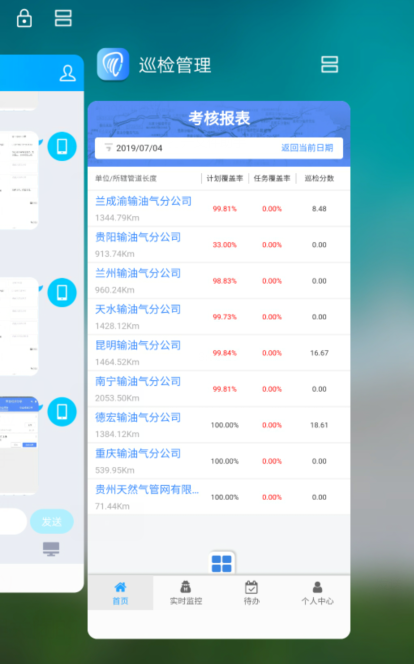 巡检管理
考核报表
2019/07/04 返回当前日期
单位/所辖管道长度 计划覆盖率 任务覆盖率 巡检分数
兰成渝输油气分公司
1344.79Km 99.81% 0.00% 8.48
贵阳输油气分公司
913.74Km 33.00% 0.00% 0.00
兰州输油气分公司
960.24Km 98.83% 0.00% 0.00
天水输油气分公司
1428.12Km 99.73% 0.00% 0.00
昆明输油气分公司
1464.52Km 99.84% 0.00% 16.67
南宁输油气分公司
2053.50Km 99.81% 0.00% 0.00
德宏输油气分公司
1384.12Km 100.00% 0.00% 18.61
重庆输油气分公司
539.95Km 100.00% 0.00% 0.00
贵州天然气管网有限...
71.44Km 100.00% 0.00% 0.00
发送
首页 实时监控 待办 个人中心